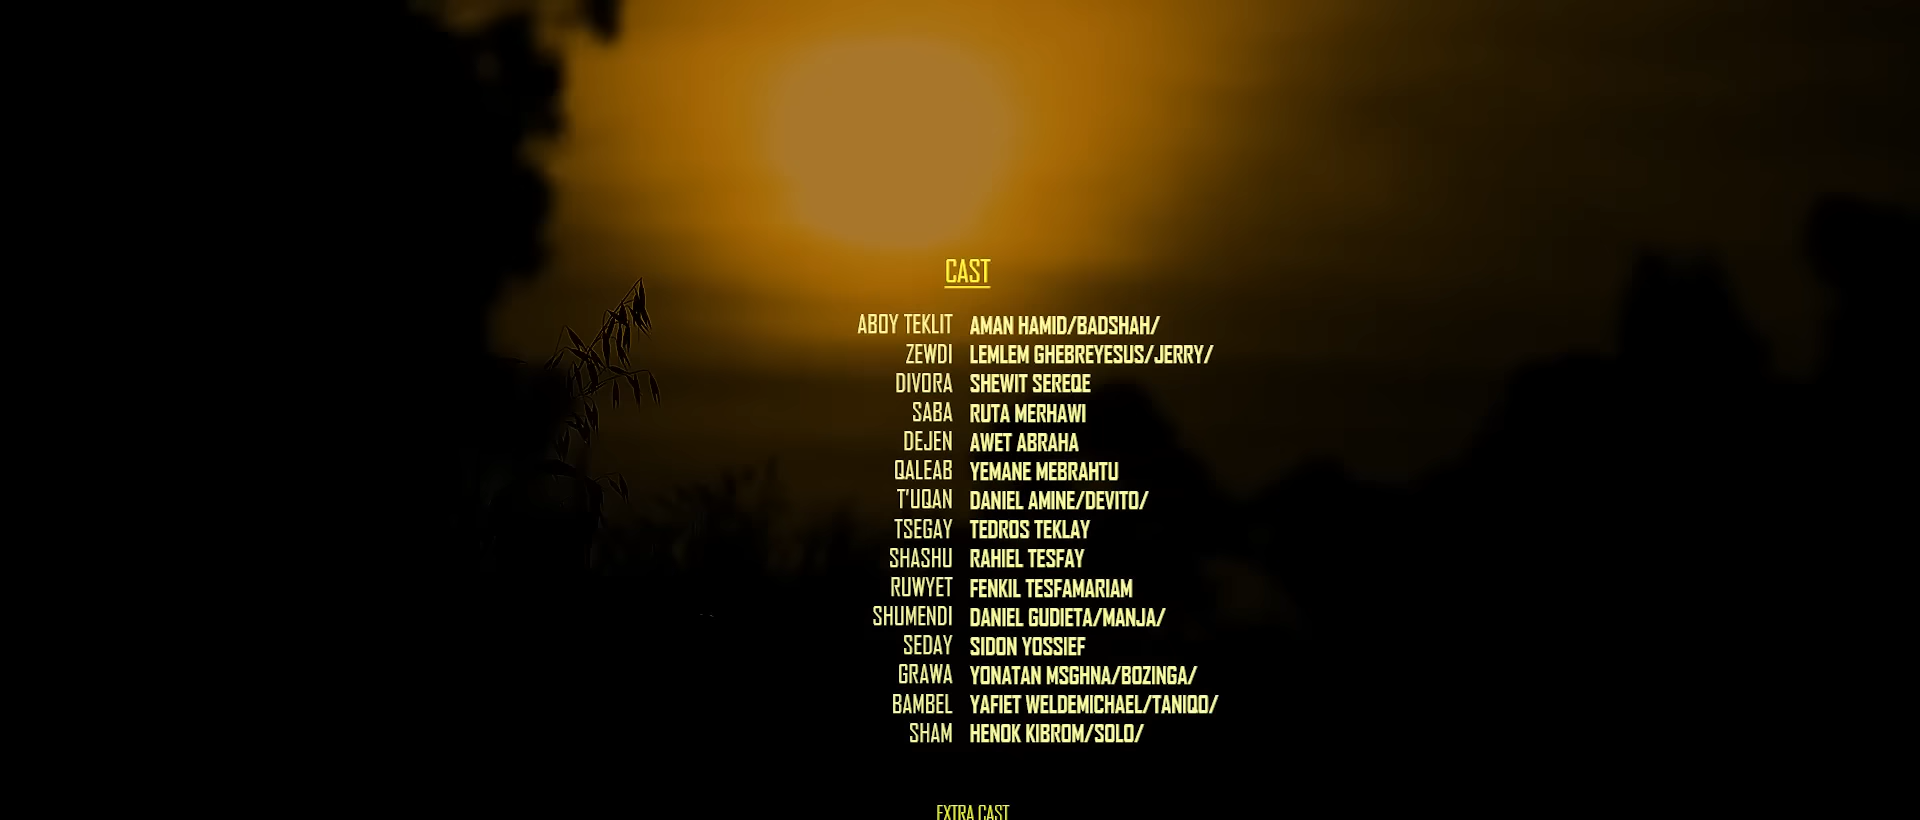 CAST
ABOY TEKLIT AMAN HAMID/BADSHAH/
ZEWDI LEMLEM GHEBREYESUS/JERRY/
DIVORA SHEWIT SEREQE
SABA RUTA MERHAWI
DEJEN AWET ABRAHA
QALEAB YEMANE MEBRAHTU
T'UQAN DANIEL AMINE/DEVITO/
TSEGAY TEDROS TEKLAY
SHASHU RAHIEL TESFAY
RUWYET FENKIL TESFAMARIAM
SHUMENDI DANIEL GUDIETA/MANJA/
SEDAY SIDON YOSSIEF
GRAWA YONATAN MSGHNA/BOZINGA/
BAMBEL YAFIET WELDEMICHAEL/TANIQO/
SHAM HENOK KIBROM/SOLO/
EXTRA CAST